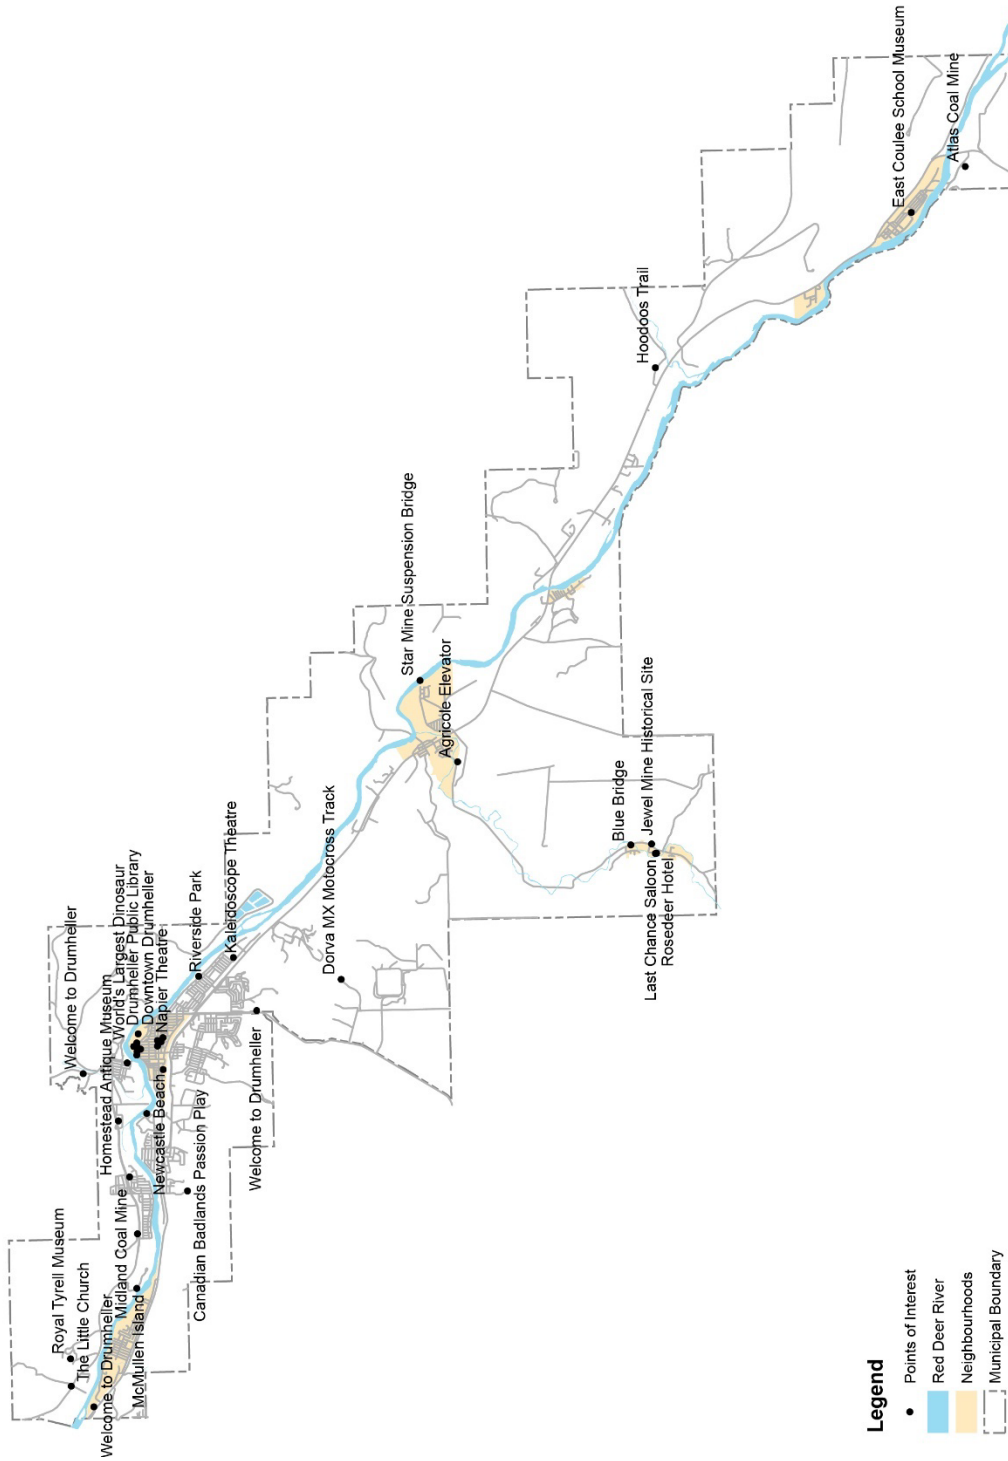 Welcome to Drumheller
Royal Tyrell Museum
The Little Church
Welcome to Drumheller
McMullen Island
Midland Coal Mine
Homestead Antique Museum
World's Largest Dinosaur
Drumheller Public Library
Downtown Drumheller
Napier Theatre
Newcastle Beach
Canadian Badlands Passion Play
Riverside Park
Kaleidoscope Theatre
Welcome to Drumheller
Dorva MX Motocross Track
Star Mine Suspension Bridge
Agricole Elevator
Blue Bridge
Jewel Mine Historical Site
Last Chance Saloon
Rosedeer Hotel
Hoodoos Trail
East Coulee School Museum
Atlas Coal Mine
Legend
Points of Interest
Red Deer River
Neighbourhoods
Municipal Boundary